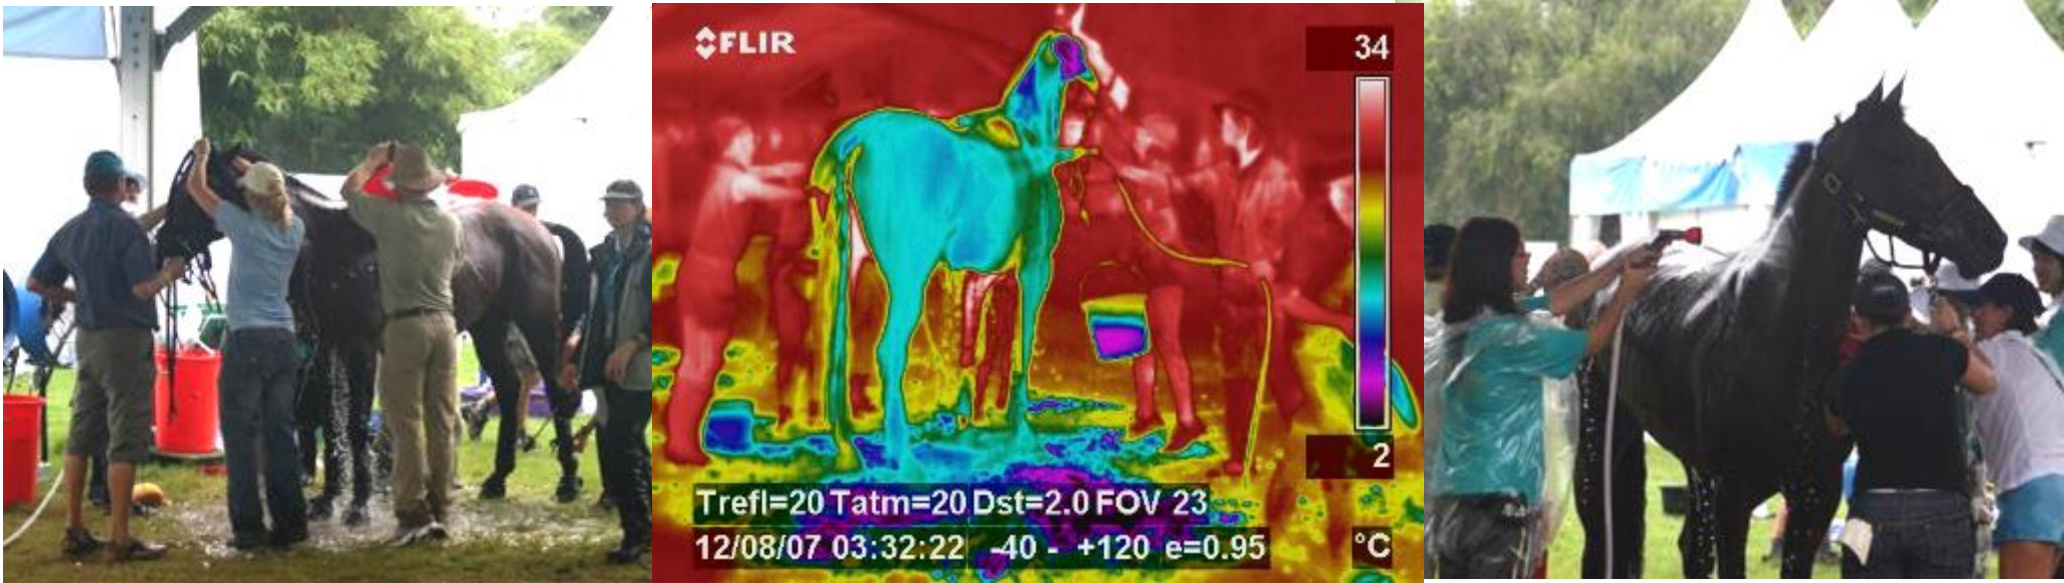 FLIR
34
2
Trefl=20 Tatm=20 Dst=2.0 FOV 23
12/08/07 03:32:22 -40 - +120 e=0.95 °C